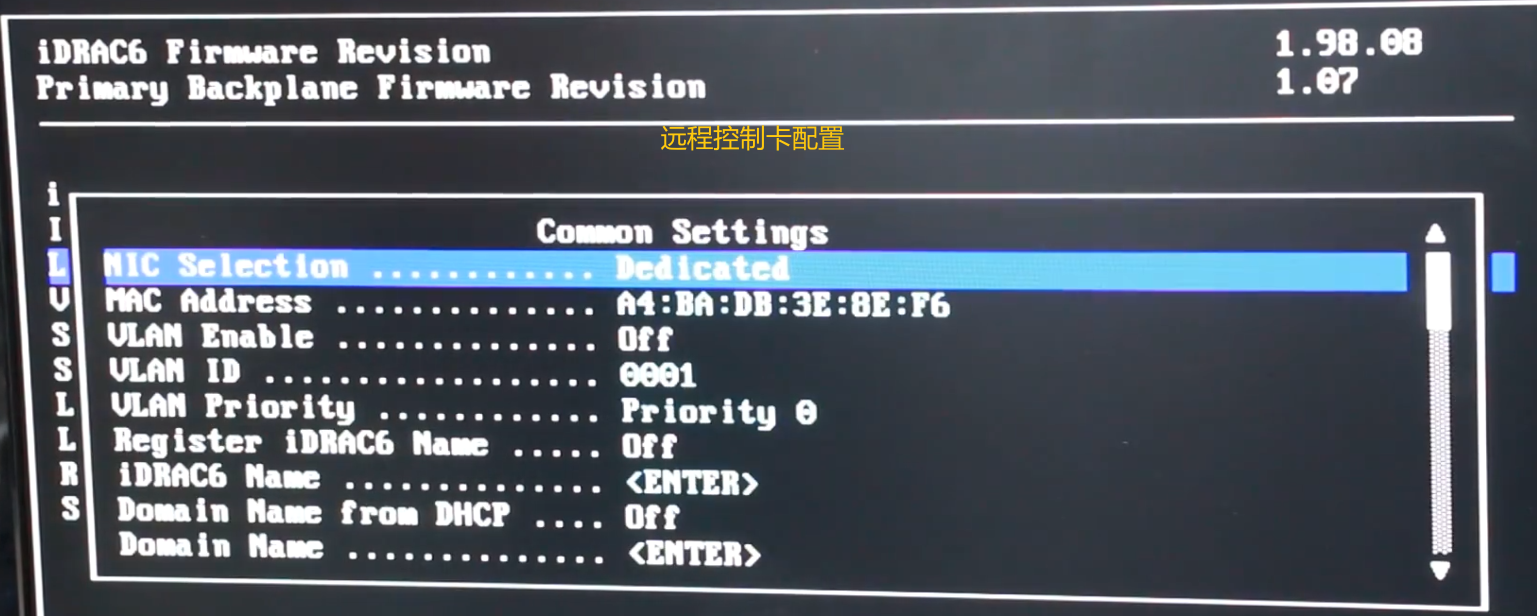 iDRAC6 Firmware Revision 1.98.08
Primary Backplane Firmware Revision 1.07
远程控制卡配置
i
I
L
V
S
S
L
L
R
S
Common Settings
NIC Selection ............ Dedicated
MAC Address .............. A4:BA:DB:3E:8E:F6
VLAN Enable .............. Off
VLAN ID .................. 0001
VLAN Priority ............ Priority 0
Register iDRAC6 Name ..... Off
iDRAC6 Name .............. <ENTER>
Domain Name from DHCP .... Off
Domain Name .............. <ENTER>